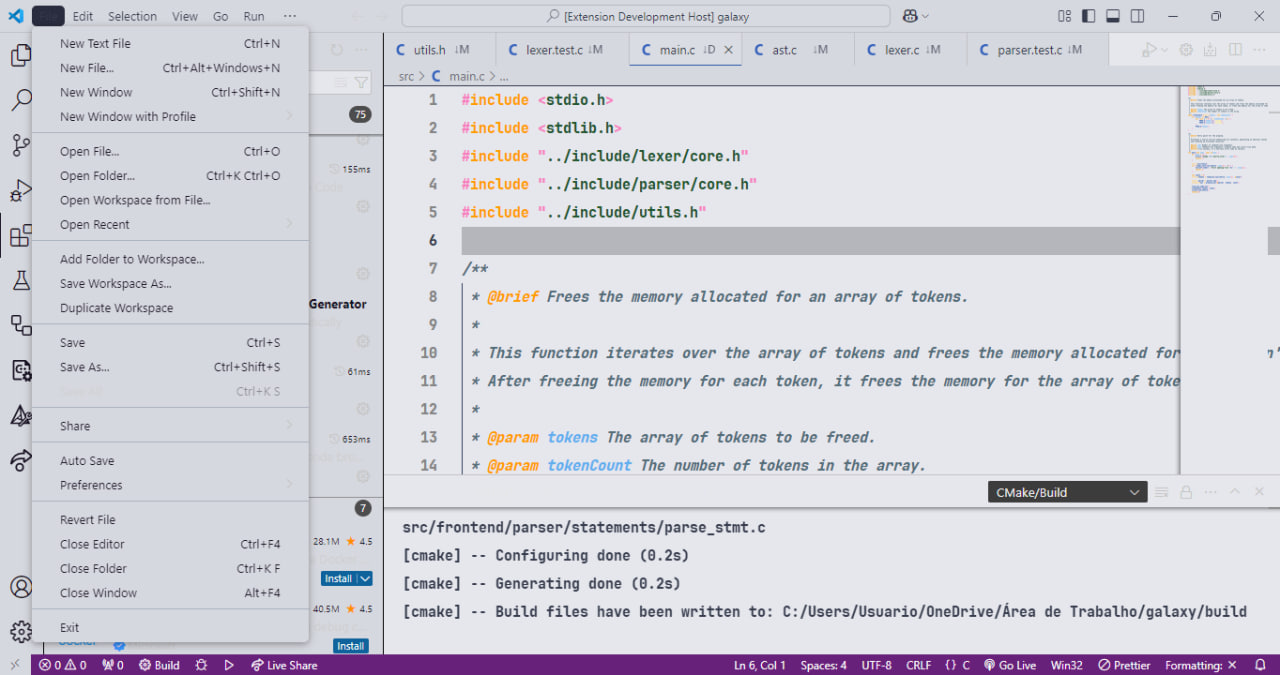 File Edit Selection View Go Run ···
[Extension Development Host] galaxy
New Text File Ctrl+N
New File... Ctrl+Alt+Windows+N
New Window Ctrl+Shift+N
New Window with Profile
Open File... Ctrl+O
Open Folder... Ctrl+K Ctrl+O
Open Workspace from File...
Open Recent
Add Folder to Workspace...
Save Workspace As...
Duplicate Workspace
Save Ctrl+S
Save As... Ctrl+Shift+S
Save All Ctrl+K S
Share
Auto Save
Preferences
Revert File
Close Editor Ctrl+F4
Close Folder Ctrl+K F
Close Window Alt+F4
Exit
75
155ms
Code
Generator
61ms
653ms
7
28.1M ★ 4.5
Docker...
Install
40.5M ★ 4.5
debug c...
Install
Docker
C utils.h ↓M C lexer.test.c ↓M C main.c ↓D C ast.c ↓M C lexer.c ↓M C parser.test.c ↓M
src > C main.c > ...
1 #include <stdio.h>
2 #include <stdlib.h>
3 #include "../include/lexer/core.h"
4 #include "../include/parser/core.h"
5 #include "../include/utils.h"
6
7 /**
8 * @brief Frees the memory allocated for an array of tokens.
9 *
10 * This function iterates over the array of tokens and frees the memory allocated for
11 * After freeing the memory for each token, it frees the memory for the array of toke
12 *
13 * @param tokens The array of tokens to be freed.
14 * @param tokenCount The number of tokens in the array.
CMake/Build
src/frontend/parser/statements/parse_stmt.c
[cmake] -- Configuring done (0.2s)
[cmake] -- Generating done (0.2s)
[cmake] -- Build files have been written to: C:/Users/Usuario/OneDrive/Área de Trabalho/galaxy/build
0 0 0 Build Live Share Ln 6, Col 1 Spaces: 4 UTF-8 CRLF {} C Go Live Win32 Prettier Formatting: ×